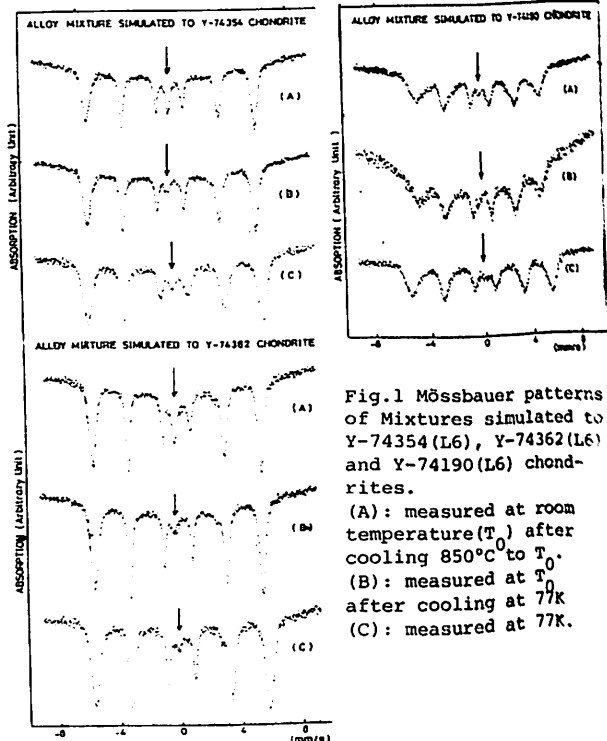 ALLOY MIXTURE SIMULATED TO Y-74354 CHONDRITE
(A)
(B)
(C)
ABSORPTION (Arbitrary Unit)
ALLOY MIXTURE SIMULATED TO Y-74190 CHONDRITE
(A)
(B)
(C)
ABSORPTION (Arbitrary Unit)
-8 -4 0 4 8
(mm/s)
ALLOY MIXTURE SIMULATED TO Y-74362 CHONDRITE
(A)
(B)
(C)
ABSORPTION (Arbitrary Unit)
-8 -4 0 4 8
(mm/s)
Fig.1 Mössbauer patterns
of Mixtures simulated to
Y-74354(L6), Y-74362(L6)
and Y-74190(L6) chond-
rites.
(A): measured at room
temperature(T0) after
cooling 850°C to T0.
(B): measured at T0
after cooling at 77K
(C): measured at 77K.